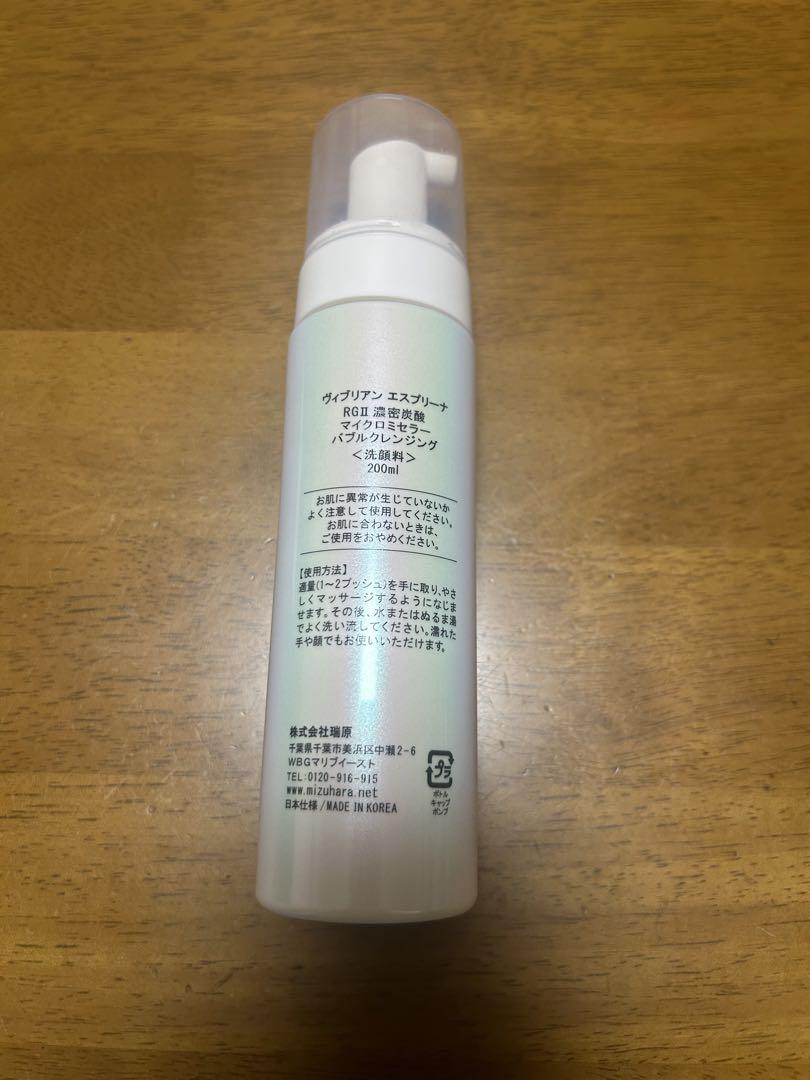 ヴィブリアン エスプリーナ
RGⅡ 濃密炭酸
マイクロミセラー
バブルクレンジング
＜洗顔料＞
200ml
お肌に異常が生じていないか
よく注意して使用してください。
お肌に合わないときは、
ご使用をおやめください。
【使用方法】
適量(1～2プッシュ)を手に取り、やさ
しくマッサージするようになじま
せます。その後、水またはぬるま湯
でよく洗い流してください。濡れた
手や顔でもお使いいただけます。
株式会社瑞原
千葉県千葉市美浜区中瀬2-6
WBGマリブイースト
TEL:0120-916-915
www.mizuhara.net
日本仕様/MADE IN KOREA
プラ
ボトル
キャップ
ポンプ